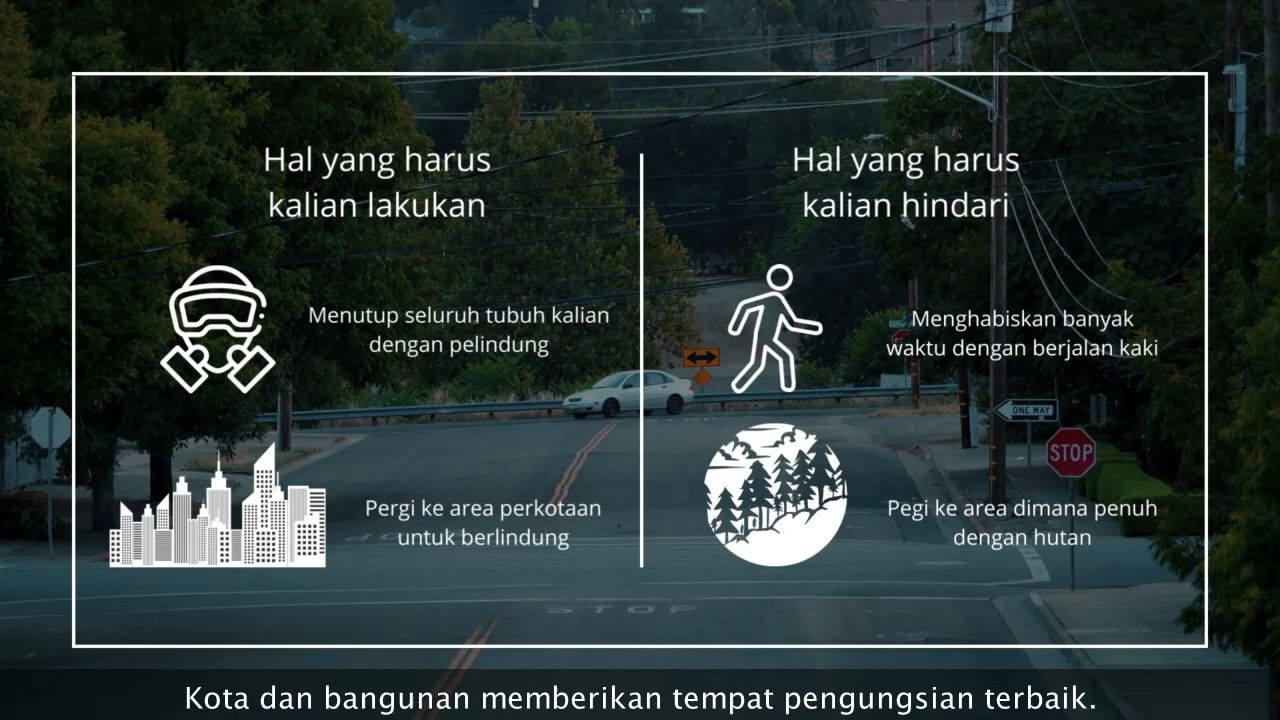 Hal yang harus
kalian lakukan
Menutup seluruh tubuh kalian
dengan pelindung
Pergi ke area perkotaan
untuk berlindung
Hal yang harus
kalian hindari
Menghabiskan banyak
waktu dengan berjalan kaki
Pegi ke area dimana penuh
dengan hutan
ONE WAY
STOP
STOP
Kota dan bangunan memberikan tempat pengungsian terbaik.